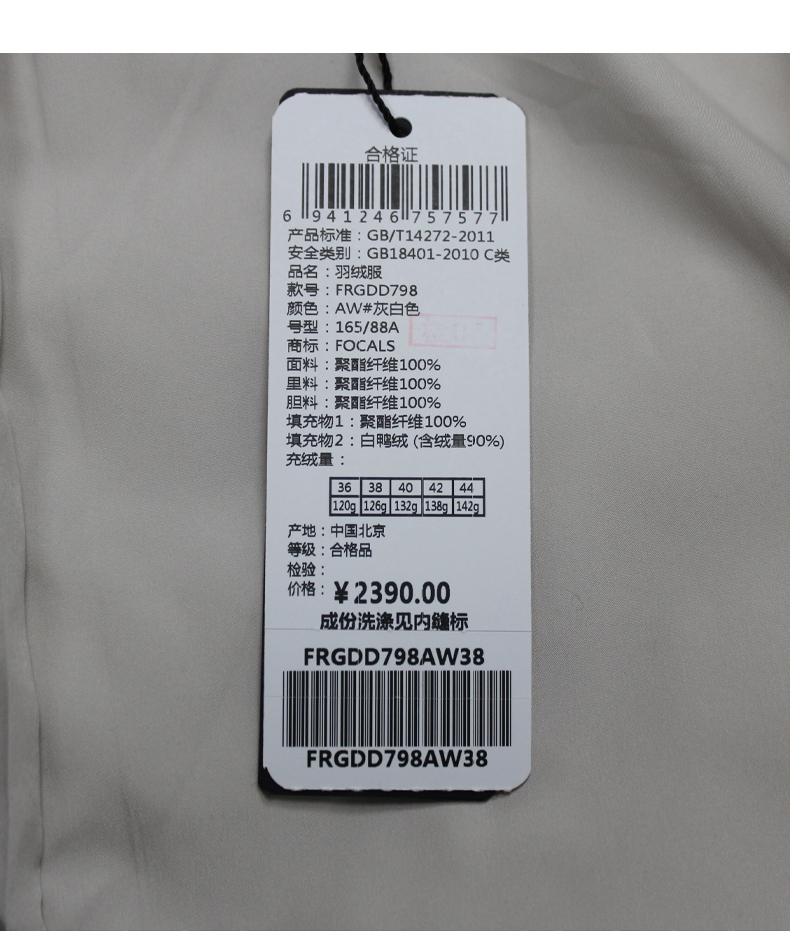 合格证
6 941246 757577
产品标准：GB/T14272-2011
安全类别：GB18401-2010 C类
品名：羽绒服
款号：FRGDD798
颜色：AW#灰白色
号型：165/88A
商标：FOCALS
面料：聚酯纤维100%
里料：聚酯纤维100%
胆料：聚酯纤维100%
填充物1：聚酯纤维100%
填充物2：白鸭绒 (含绒量90%)
充绒量：
36 38 40 42 44
120g 126g 132g 138g 142g
产地：中国北京
等级：合格品
检验：
价格：￥2390.00
成份洗涤见内缝标
FRGDD798AW38
FRGDD798AW38